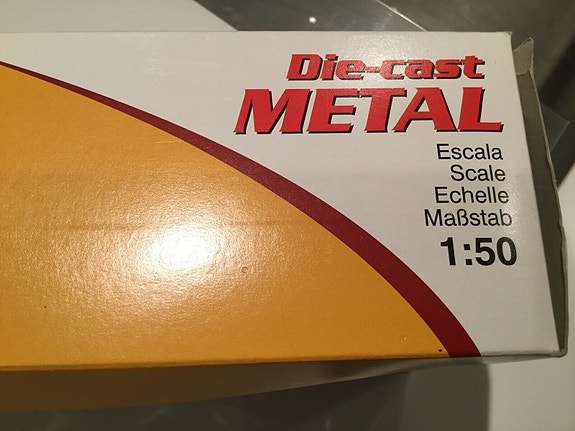 Die-cast
METAL
Escala
Scale
Echelle
Maßstab
1:50